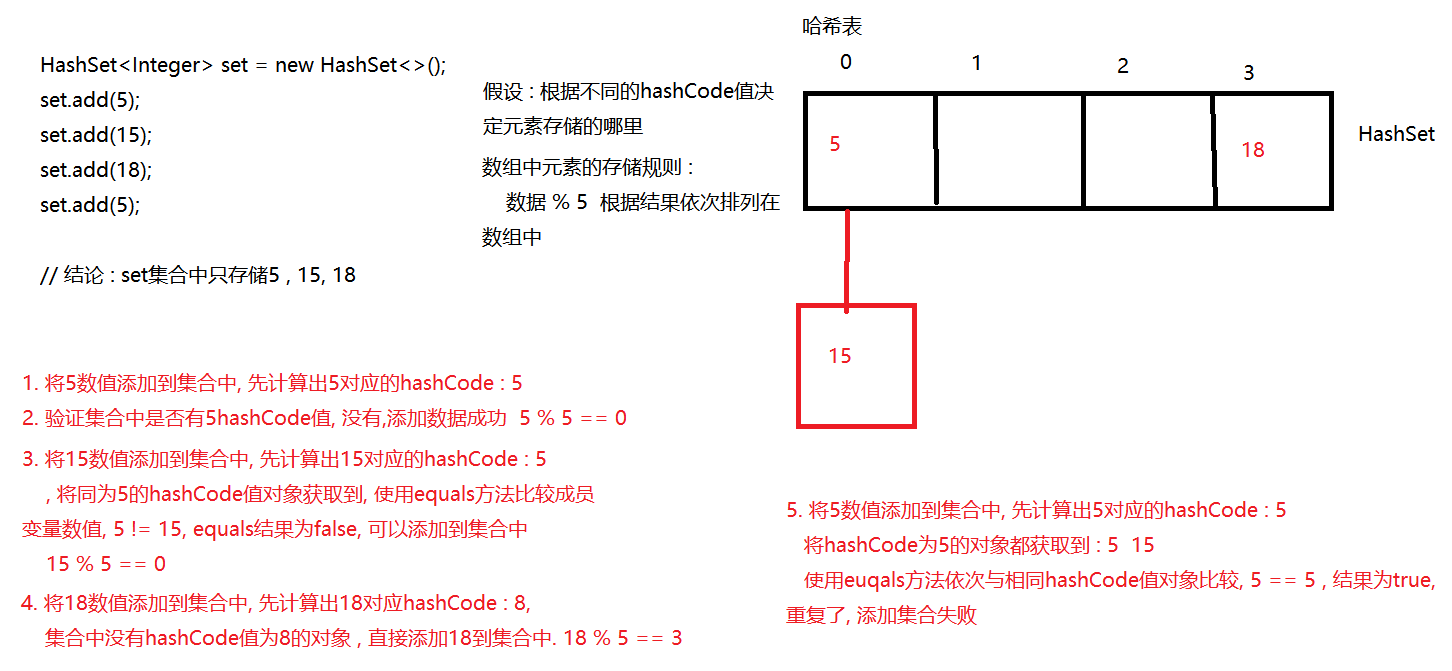 HashSet<Integer> set = new HashSet<>();
set.add(5);
set.add(15);
set.add(18);
set.add(5);
// 结论 : set集合中只存储5 , 15, 18
假设 : 根据不同的hashCode值决
定元素存储的哪里
数组中元素的存储规则 :
数据 % 5  根据结果依次排列在
数组中
哈希表
0 1 2 3
5 18
HashSet
15
1. 将5数值添加到集合中, 先计算出5对应的hashCode : 5
2. 验证集合中是否有5hashCode值, 没有,添加数据成功  5 % 5 == 0
3. 将15数值添加到集合中, 先计算出15对应的hashCode : 5
, 将同为5的hashCode值对象获取到, 使用equals方法比较成员
变量数值, 5 != 15, equals结果为false, 可以添加到集合中
15 % 5 == 0
4. 将18数值添加到集合中, 先计算出18对应hashCode : 8,
集合中没有hashCode值为8的对象 , 直接添加18到集合中. 18 % 5 == 3
5. 将5数值添加到集合中, 先计算出5对应的hashCode : 5
将hashCode为5的对象都获取到 : 5  15
使用euqals方法依次与相同hashCode值对象比较, 5 == 5 , 结果为true,
重复了, 添加集合失败